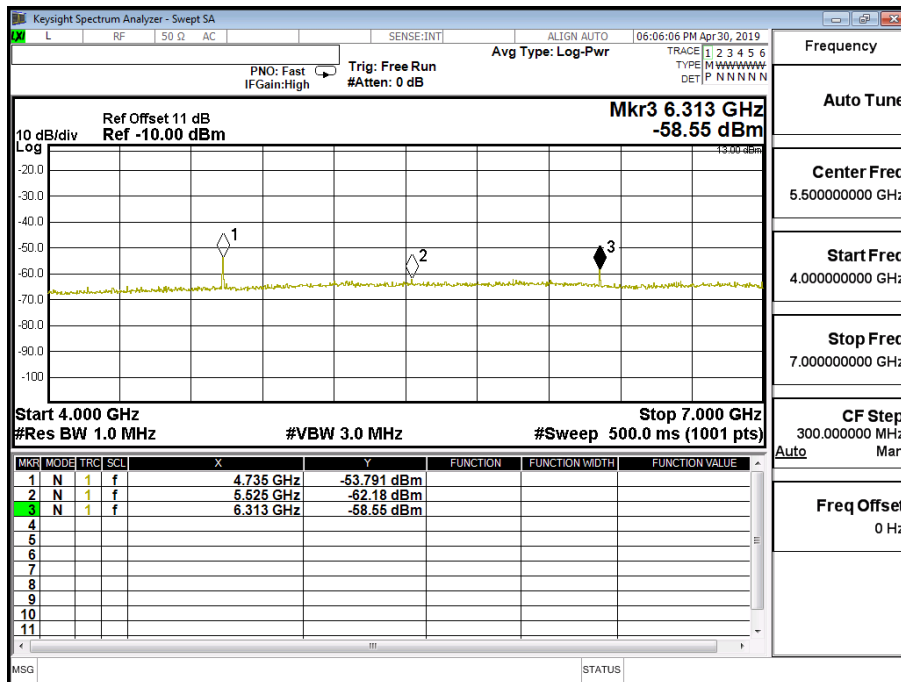 Keysight Spectrum Analyzer - Swept SA
LXI L RF 50 Ω AC SENSE:INT ALIGN AUTO 06:06:06 PM Apr 30, 2019
Avg Type: Log-Pwr TRACE 1 2 3 4 5 6
PNO: Fast Trig: Free Run TYPE M WWWWW
IFGain:High #Atten: 0 dB DET P N N N N N
Mkr3 6.313 GHz
Ref Offset 11 dB
10 dB/div Ref -10.00 dBm -58.55 dBm
Log
13.00 dBm
-20.0
-30.0
-40.0
1
-50.0
2
3
-60.0
-70.0
-80.0
-90.0
-100
Start 4.000 GHz Stop 7.000 GHz
#Res BW 1.0 MHz #VBW 3.0 MHz #Sweep 500.0 ms (1001 pts)
MKR MODE TRC SCL X Y FUNCTION FUNCTION WIDTH FUNCTION VALUE
1 N 1 f 4.735 GHz -53.791 dBm
2 N 1 f 5.525 GHz -62.18 dBm
3 N 1 f 6.313 GHz -58.55 dBm
4
5
6
7
8
9
10
11
MSG STATUS
Frequency
Auto Tune
Center Freq
5.500000000 GHz
Start Freq
4.000000000 GHz
Stop Freq
7.000000000 GHz
CF Step
300.000000 MHz
Auto Man
Freq Offset
0 Hz